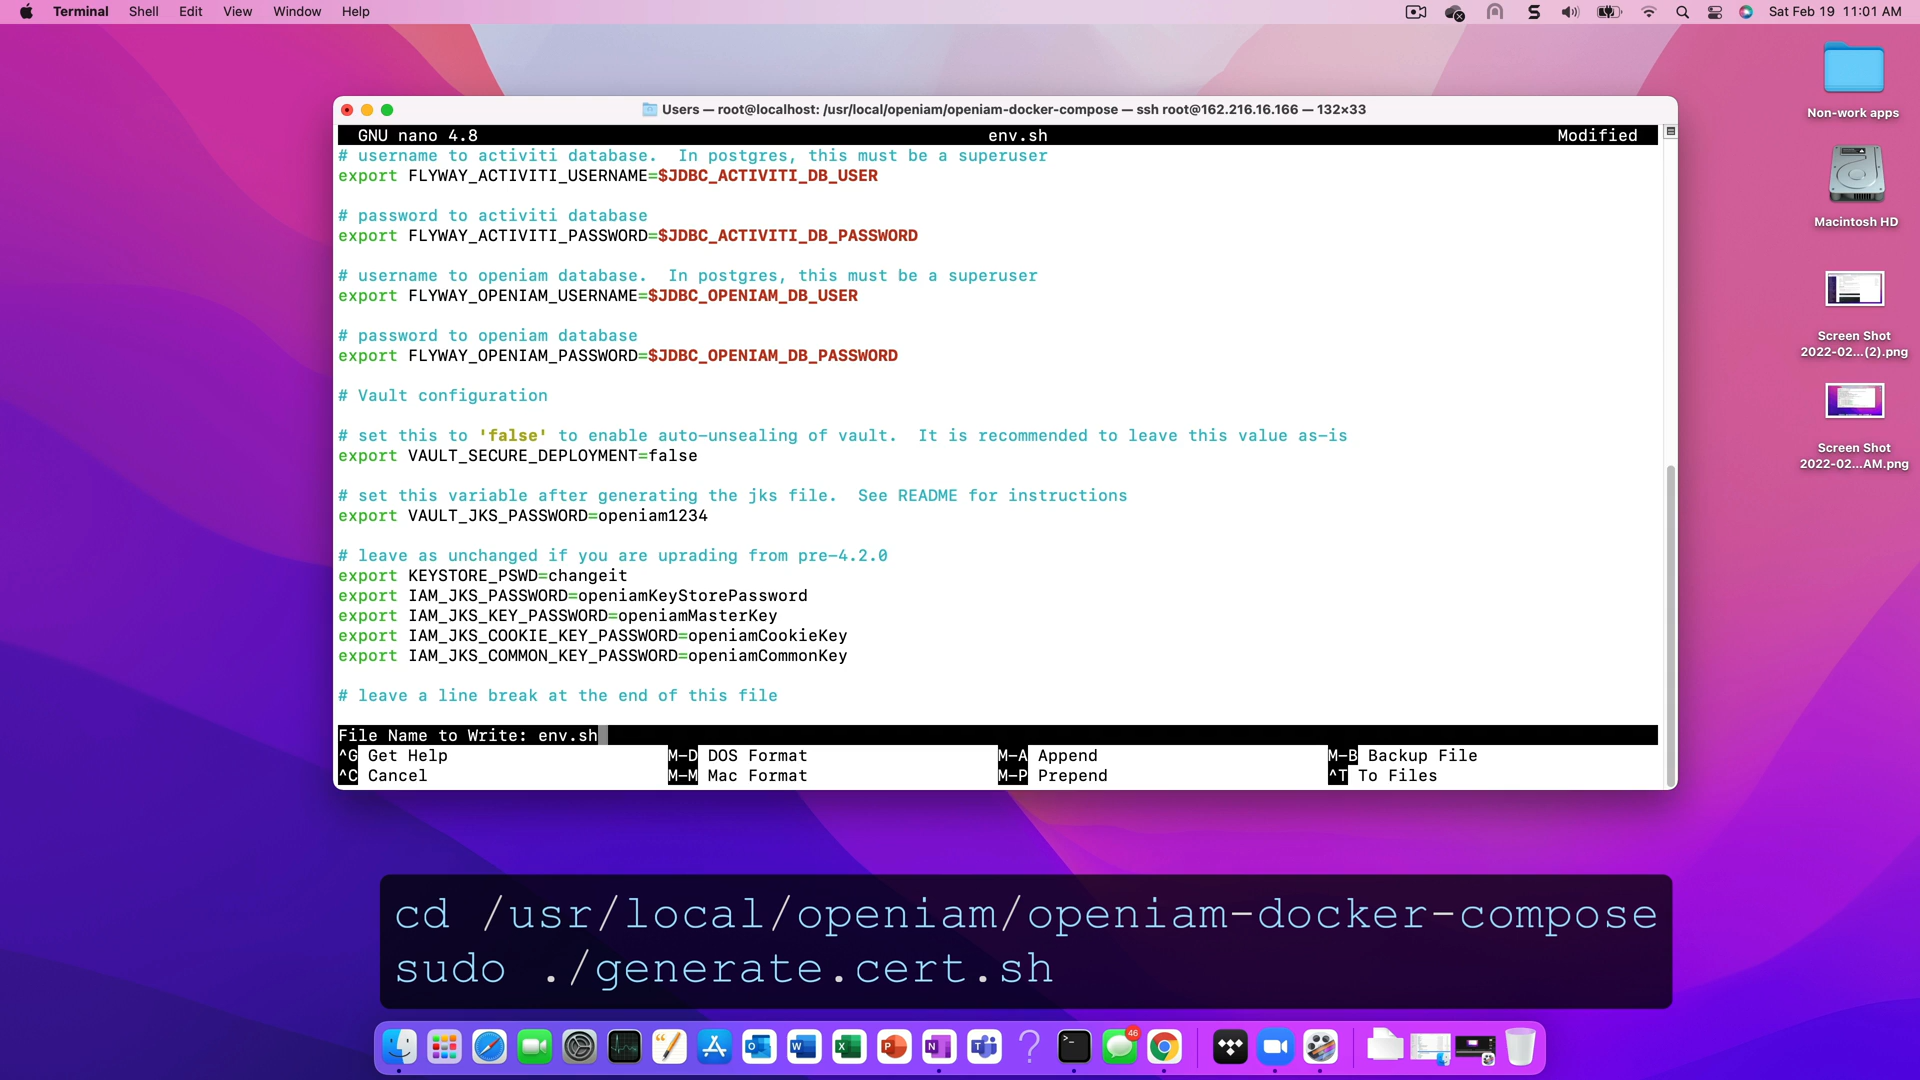 Terminal Shell Edit View Window Help
Sat Feb 19 11:01 AM
Users — root@localhost: /usr/local/openiam/openiam-docker-compose — ssh root@162.216.16.166 — 132×33
GNU nano 4.8 env.sh Modified
# username to activiti database.  In postgres, this must be a superuser
export FLYWAY_ACTIVITI_USERNAME=$JDBC_ACTIVITI_DB_USER
# password to activiti database
export FLYWAY_ACTIVITI_PASSWORD=$JDBC_ACTIVITI_DB_PASSWORD
# username to openiam database.  In postgres, this must be a superuser
export FLYWAY_OPENIAM_USERNAME=$JDBC_OPENIAM_DB_USER
# password to openiam database
export FLYWAY_OPENIAM_PASSWORD=$JDBC_OPENIAM_DB_PASSWORD
# Vault configuration
# set this to 'false' to enable auto-unsealing of vault.  It is recommended to leave this value as-is
export VAULT_SECURE_DEPLOYMENT=false
# set this variable after generating the jks file.  See README for instructions
export VAULT_JKS_PASSWORD=openiam1234
# leave as unchanged if you are uprading from pre-4.2.0
export KEYSTORE_PSWD=changeit
export IAM_JKS_PASSWORD=openiamKeyStorePassword
export IAM_JKS_KEY_PASSWORD=openiamMasterKey
export IAM_JKS_COOKIE_KEY_PASSWORD=openiamCookieKey
export IAM_JKS_COMMON_KEY_PASSWORD=openiamCommonKey
# leave a line break at the end of this file
File Name to Write: env.sh
^G Get Help M-D DOS Format M-A Append M-B Backup File
^C Cancel M-M Mac Format M-P Prepend ^T To Files
Non-work apps
Macintosh HD
Screen Shot
2022-02...(2).png
Screen Shot
2022-02...AM.png
cd /usr/local/openiam/openiam-docker-compose
sudo ./generate.cert.sh
46